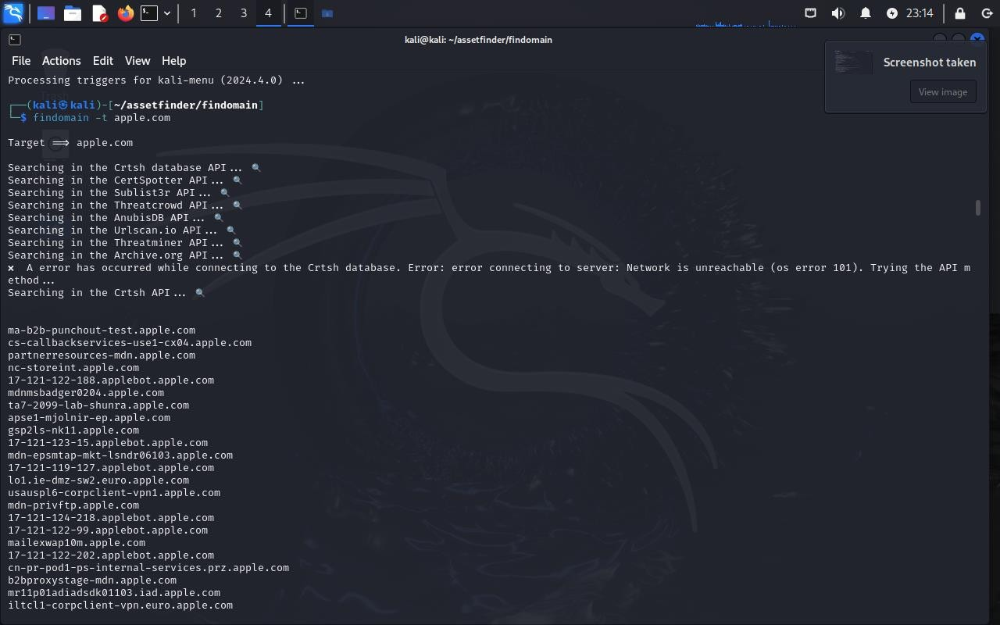 1 2 3 4 23:14
kali@kali: ~/assetfinder/findomain
File Actions Edit View Help
Screenshot taken
View image
Processing triggers for kali-menu (2024.4.0) ...
Trash
┌──(kali㉿kali)-[~/assetfinder/findomain]
└─$ findomain -t apple.com
Target ==> apple.com
Searching in the Crtsh database API... 🔍
Searching in the CertSpotter API... 🔍
Searching in the Sublist3r API... 🔍
Searching in the Threatcrowd API... 🔍
Searching in the AnubisDB API... 🔍
Searching in the Urlscan.io API... 🔍
Searching in the Threatminer API... 🔍
Searching in the Archive.org API... 🔍
❌ A error has occurred while connecting to the Crtsh database. Error: error connecting to server: Network is unreachable (os error 101). Trying the API m
ethod...
Searching in the Crtsh API... 🔍
ma-b2b-punchout-test.apple.com
cs-callbackservices-use1-cx04.apple.com
partnerresources-mdn.apple.com
nc-storeint.apple.com
17-121-122-188.applebot.apple.com
mdnmsbadger0204.apple.com
ta7-2099-lab-shunra.apple.com
apse1-mjolnir-ep.apple.com
gsp2ls-nk11.apple.com
17-121-123-15.applebot.apple.com
mdn-epsmtap-mkt-lsndr06103.apple.com
17-121-119-127.applebot.apple.com
lo1.ie-dmz-sw2.euro.apple.com
usauspl6-corpclient-vpn1.apple.com
mdn-privftp.apple.com
17-121-124-218.applebot.apple.com
17-121-122-99.applebot.apple.com
mailexwap10m.apple.com
17-121-122-202.applebot.apple.com
cn-pr-pod1-ps-internal-services.prz.apple.com
b2bproxystage-mdn.apple.com
mr11p01adiadsdk01103.iad.apple.com
iltcl1-corpclient-vpn.euro.apple.com